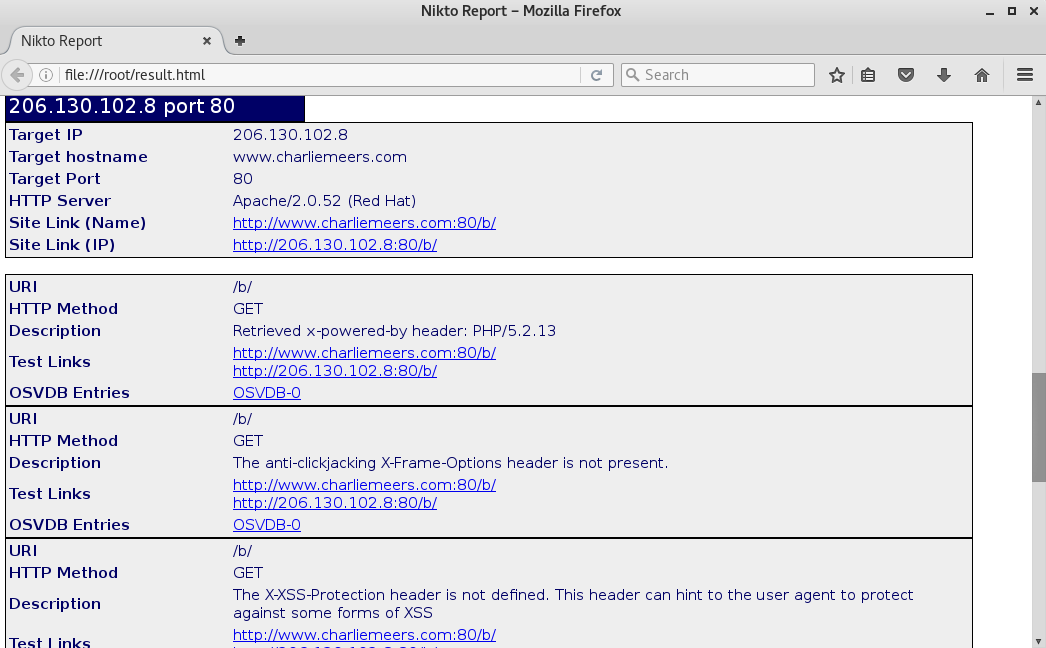 Nikto Report – Mozilla Firefox
Nikto Report
file:///root/result.html
Search
206.130.102.8 port 80
Target IP 206.130.102.8
Target hostname www.charliemeers.com
Target Port 80
HTTP Server Apache/2.0.52 (Red Hat)
Site Link (Name) http://www.charliemeers.com:80/b/
Site Link (IP) http://206.130.102.8:80/b/
URI /b/
HTTP Method GET
Description Retrieved x-powered-by header: PHP/5.2.13
Test Links http://www.charliemeers.com:80/b/
http://206.130.102.8:80/b/
OSVDB Entries OSVDB-0
URI /b/
HTTP Method GET
Description The anti-clickjacking X-Frame-Options header is not present.
Test Links http://www.charliemeers.com:80/b/
http://206.130.102.8:80/b/
OSVDB Entries OSVDB-0
URI /b/
HTTP Method GET
Description The X-XSS-Protection header is not defined. This header can hint to the user agent to protect
against some forms of XSS
Test Links http://www.charliemeers.com:80/b/